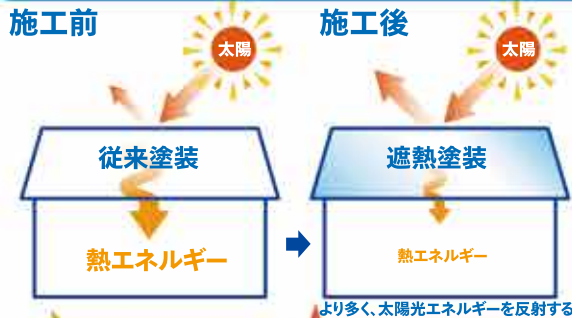 施工前
施工後
太陽
太陽
従来塗装
遮熱塗装
熱エネルギー
熱エネルギー
より多く、太陽光エネルギーを反射する